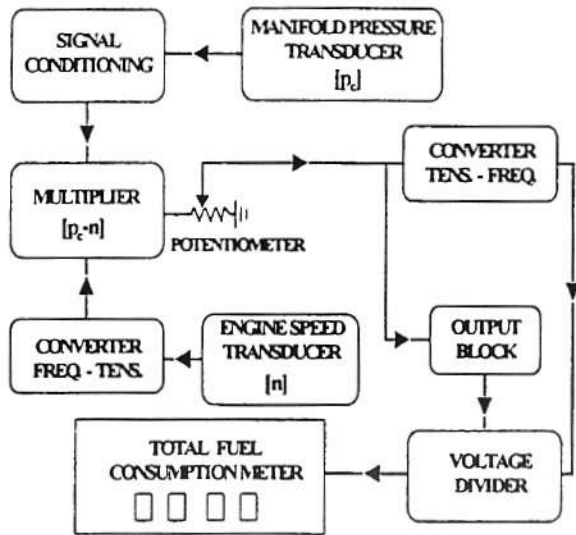 SIGNAL
CONDITIONING
MANIFOLD PRESSURE
TRANSDUCER
[pc]
MULTIPLIER
[pc-n]
POTENTIOMETER
CONVERTER
TENS. - FREQ.
CONVERTER
FREQ. - TENS.
ENGINE SPEED
TRANSDUCER
[n]
OUTPUT
BLOCK
TOTAL FUEL
CONSUMPTION METER
VOLTAGE
DIVIDER